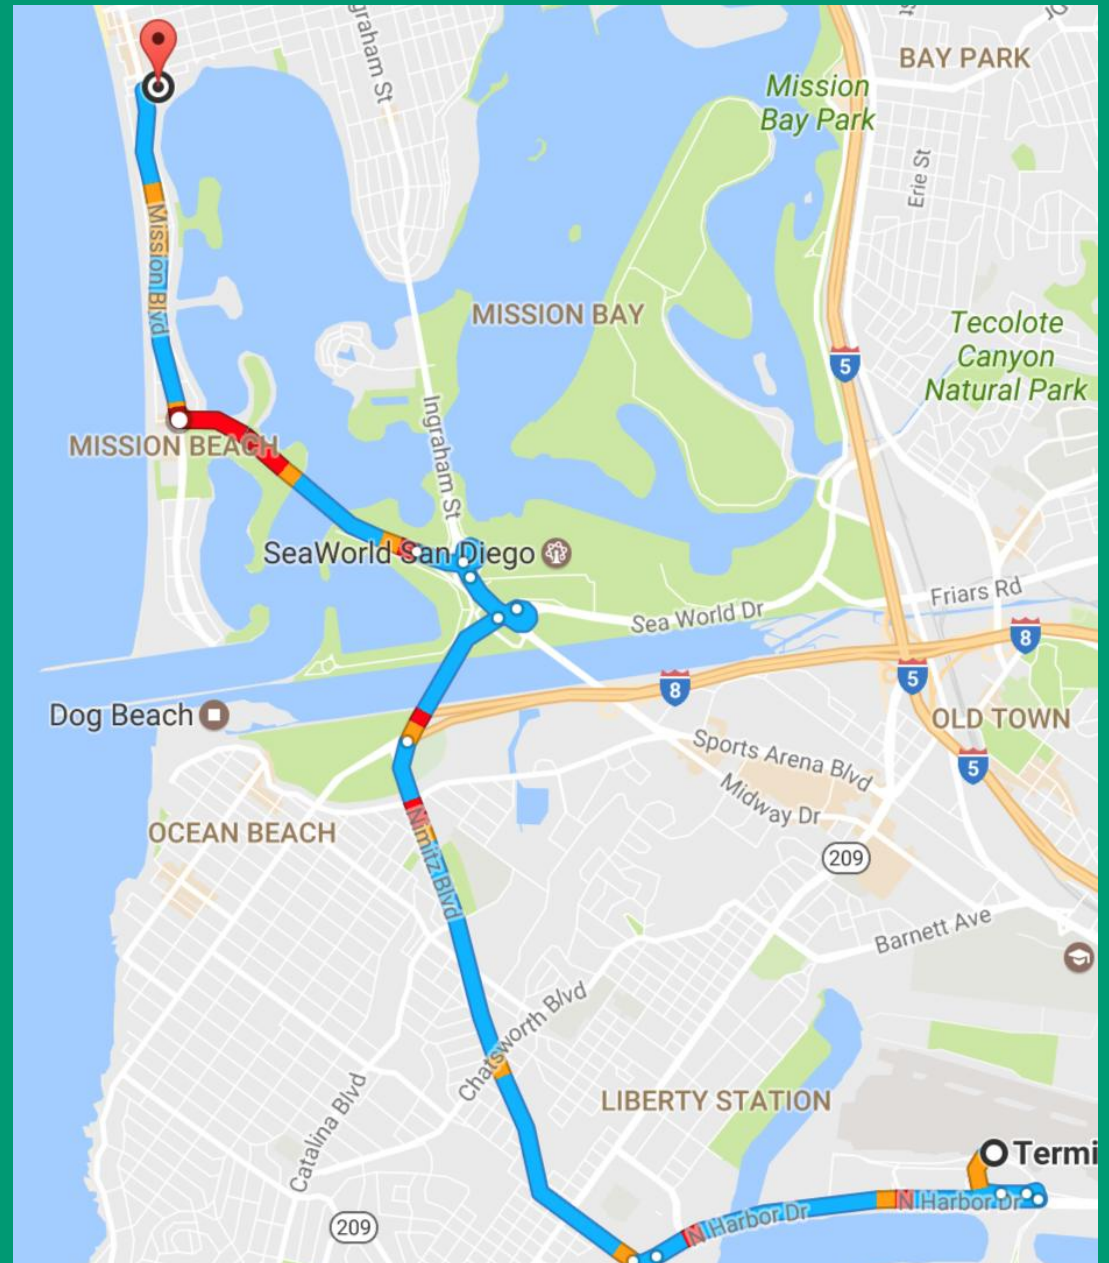 Ingraham St
BAY PARK
Mission
Bay Park
Erie St
Mission Blvd
MISSION BAY
Tecolote
Canyon
Natural Park
5
Ingraham St
MISSION BEACH
SeaWorld San Diego
Friars Rd
Sea World Dr
8
5
8
Dog Beach
OLD TOWN
Sports Arena Blvd
5
Midway Dr
OCEAN BEACH
Nimitz Blvd
209
Barnett Ave
Chatsworth Blvd
LIBERTY STATION
Catalina Blvd
Termi
N Harbor Dr
N Harbor Dr
209